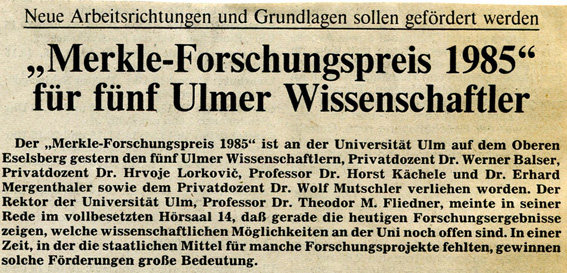 Neue Arbeitsrichtungen und Grundlagen sollen gefördert werden
„Merkle-Forschungspreis 1985“
für fünf Ulmer Wissenschaftler
Der „Merkle-Forschungspreis 1985“ ist an der Universität Ulm auf dem Oberen
Eselsberg gestern den fünf Ulmer Wissenschaftlern, Privatdozent Dr. Werner Balser,
Privatdozent Dr. Hrvoje Lorković, Professor Dr. Horst Kächele und Dr. Erhard
Mergenthaler sowie dem Privatdozent Dr. Wolf Mutschler verliehen worden. Der
Rektor der Universität Ulm, Professor Dr. Theodor M. Fliedner, meinte in seiner
Rede im vollbesetzten Hörsaal 14, daß gerade die heutigen Forschungsergebnisse
zeigen, welche wissenschaftlichen Möglichkeiten an der Uni noch offen sind. In einer
Zeit, in der die staatlichen Mittel für manche Forschungsprojekte fehlten, gewinnen
solche Förderungen große Bedeutung.